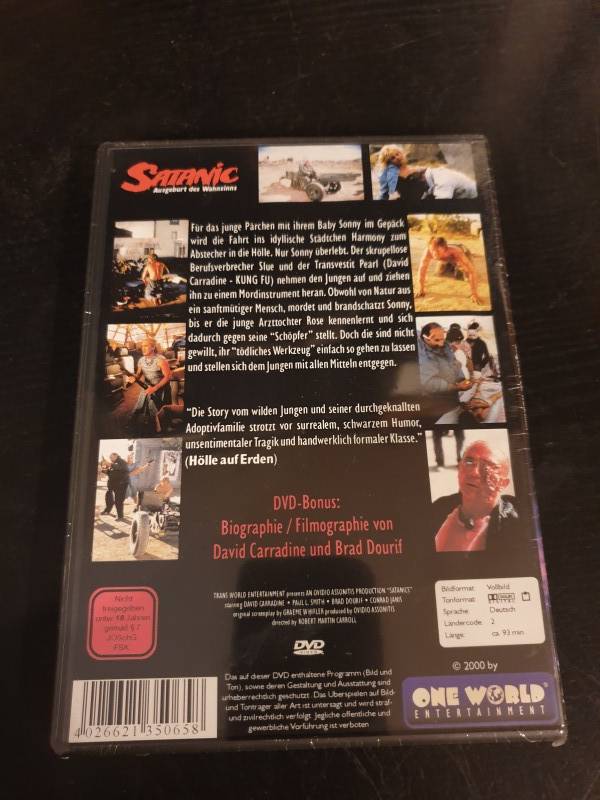 SATANIC
Ausgeburt des Wahnsinns
Für das junge Pärchen mit ihrem Baby Sonny im Gepäck
wird die Fahrt ins idyllische Städtchen Harmony zum
Abstecher in die Hölle. Nur Sonny überlebt. Der skrupellose
Berufsverbrecher Slue und der Transvestit Pearl (David
Carradine - KUNG FU) nehmen den Jungen auf und ziehen
ihn zu einem Mordinstrument heran. Obwohl von Natur aus
ein sanftmütiger Mensch, mordet und brandschatzt Sonny,
bis er die junge Arzttochter Rose kennenlernt und sich
dadurch gegen seine "Schöpfer" stellt. Doch die sind nicht
gewillt, ihr "tödliches Werkzeug" einfach so gehen zu lassen
und stellen sich dem Jungen mit allen Mitteln entgegen.
"Die Story vom wilden Jungen und seiner durchgeknallten
Adoptivfamilie strotzt vor surrealem, schwarzem Humor,
unsentimentaler Tragik und handwerklich formaler Klasse."
(Hölle auf Erden)
DVD-Bonus:
Biographie / Filmographie von
David Carradine und Brad Dourif
TRANS WORLD ENTERTAINMENT presents AN OVIDIO ASSONITIS PRODUCTION "SATANICS"
starring DAVID CARRADINE • PAUL L. SMITH • BRAD DOURIF • CONRAD JANIS
original screenplay by GRAEME WHIFLER produced by OVIDIO ASSONITIS
directed by ROBERT MARTIN CARROLL
Nicht
freigegeben
unter 18 Jahren
gemäß § 7
JÖSchG
FSK
DVD
VIDEO
Bildformat: Vollbild
Tonformat: DOLBY DIGITAL
Sprache: Deutsch
Ländercode: 2
Länge: ca. 93 min.
© 2000 by
ONE WORLD
ENTERTAINMENT
Das auf dieser DVD enthaltene Programm (Bild und
Ton), sowie deren Gestaltung und Ausstattung sind
urheberrechtlich geschützt. Das Überspielen auf Bild-
und Tonträger aller Art ist untersagt und wird straf-
und zivilrechtlich verfolgt. Jegliche öffentliche und
gewerbliche Vorführung ist verboten
4 026621 350658